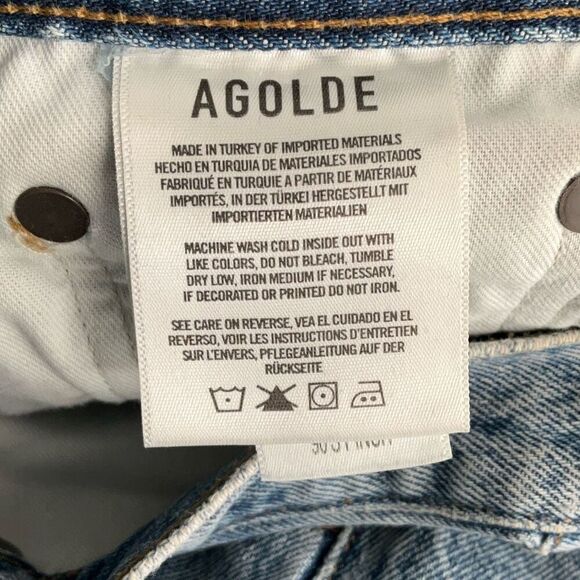 AGOLDE
MADE IN TURKEY OF IMPORTED MATERIALS
HECHO EN TURQUIA DE MATERIALES IMPORTADOS
FABRIQUÉ EN TURQUIE A PARTIR DE MATÉRIAUX
IMPORTÉS, IN DER TÜRKEI HERGESTELLT MIT
IMPORTIERTEN MATERIALIEN
MACHINE WASH COLD INSIDE OUT WITH
LIKE COLORS, DO NOT BLEACH, TUMBLE
DRY LOW, IRON MEDIUM IF NECESSARY,
IF DECORATED OR PRINTED DO NOT IRON.
SEE CARE ON REVERSE, VEA EL CUIDADO EN EL
REVERSO, VOIR LES INSTRUCTIONS D'ENTRETIEN
SUR L'ENVERS, PFLEGEANLEITUNG AUF DER
RÜCKSEITE